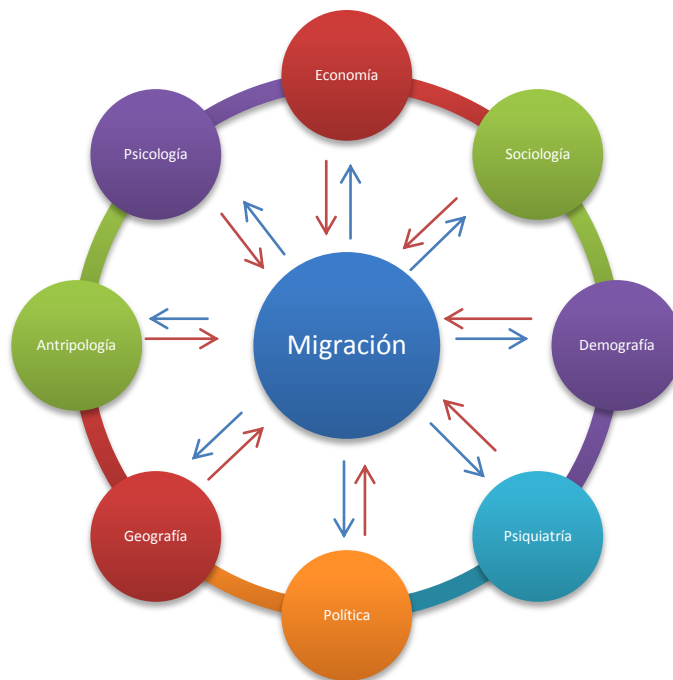 Economía
Psicología
Sociología
Migración
Antripología
Demografía
Geografía
Psiquiatría
Política